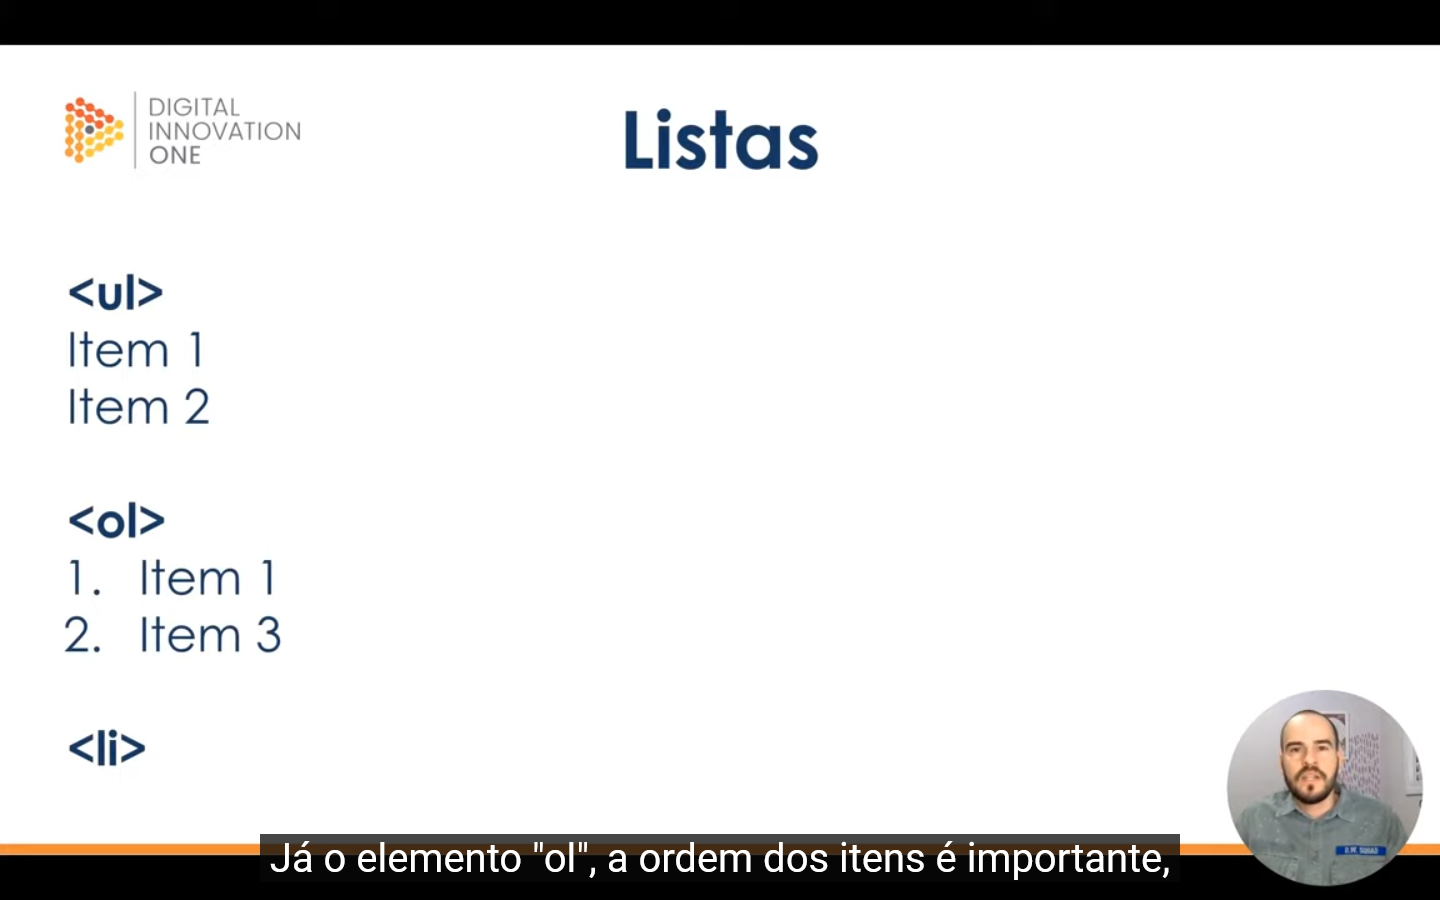 DIGITAL
INNOVATION
ONE
Listas
<ul>
Item 1
Item 2
<ol>
1. Item 1
2. Item 3
<li>
Já o elemento "ol", a ordem dos itens é importante,